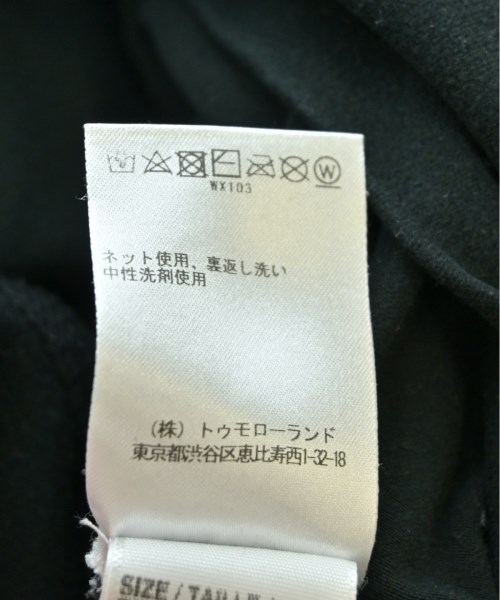 W
WX103
ネット使用、裏返し洗い
中性洗剤使用
(株) トゥモローランド
東京都渋谷区恵比寿西1-32-18
SIZE / TAILLE